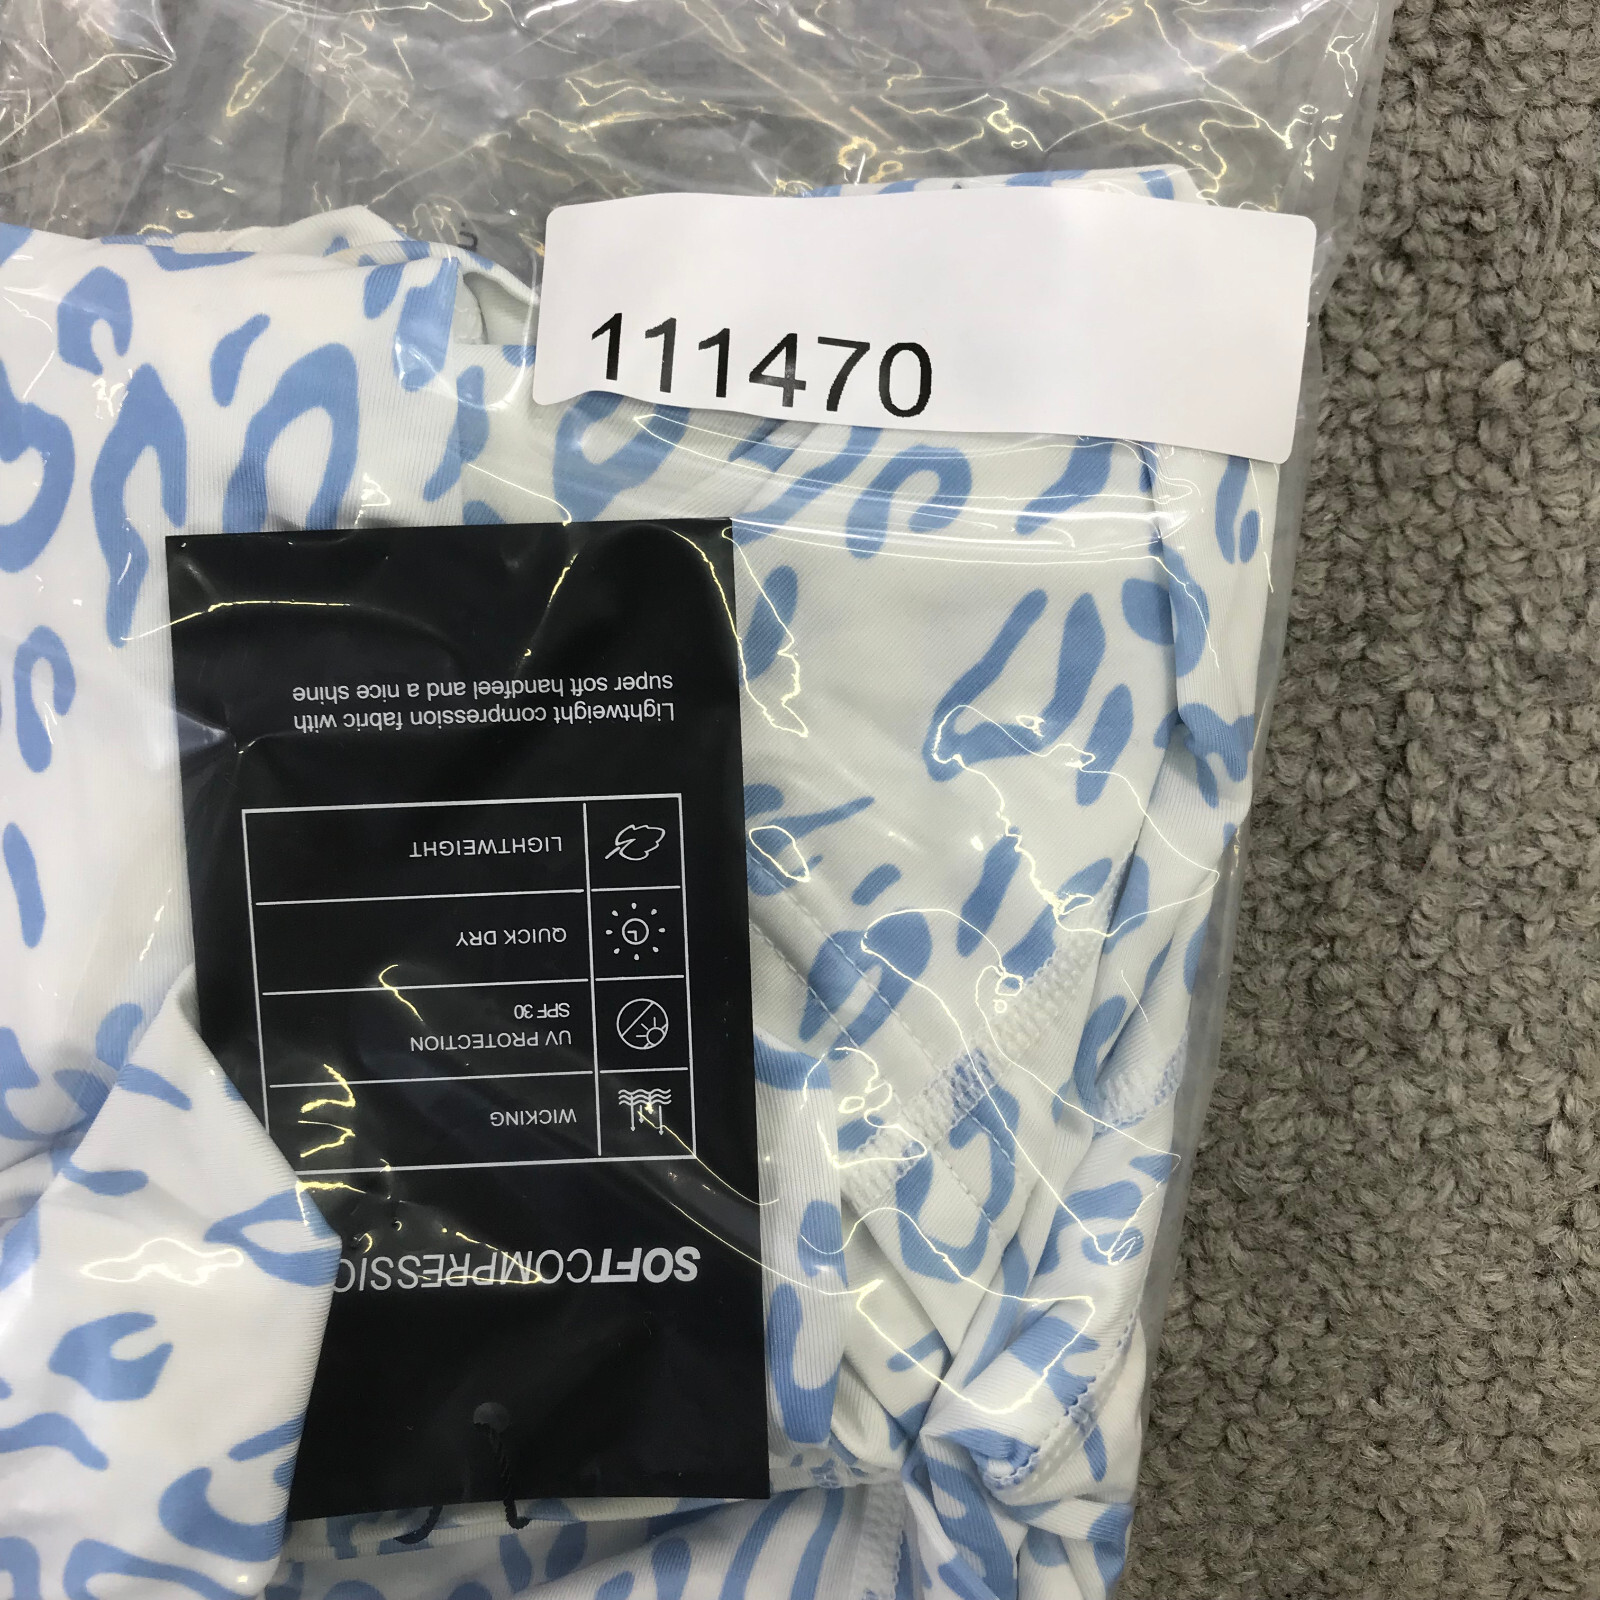 111470
SOFTCOMPRESSIO
WICKING
UV PROTECTION
SPF 30
QUICK DRY
LIGHTWEIGHT
Lightweight compression fabric with
super soft handfeel and a nice shine